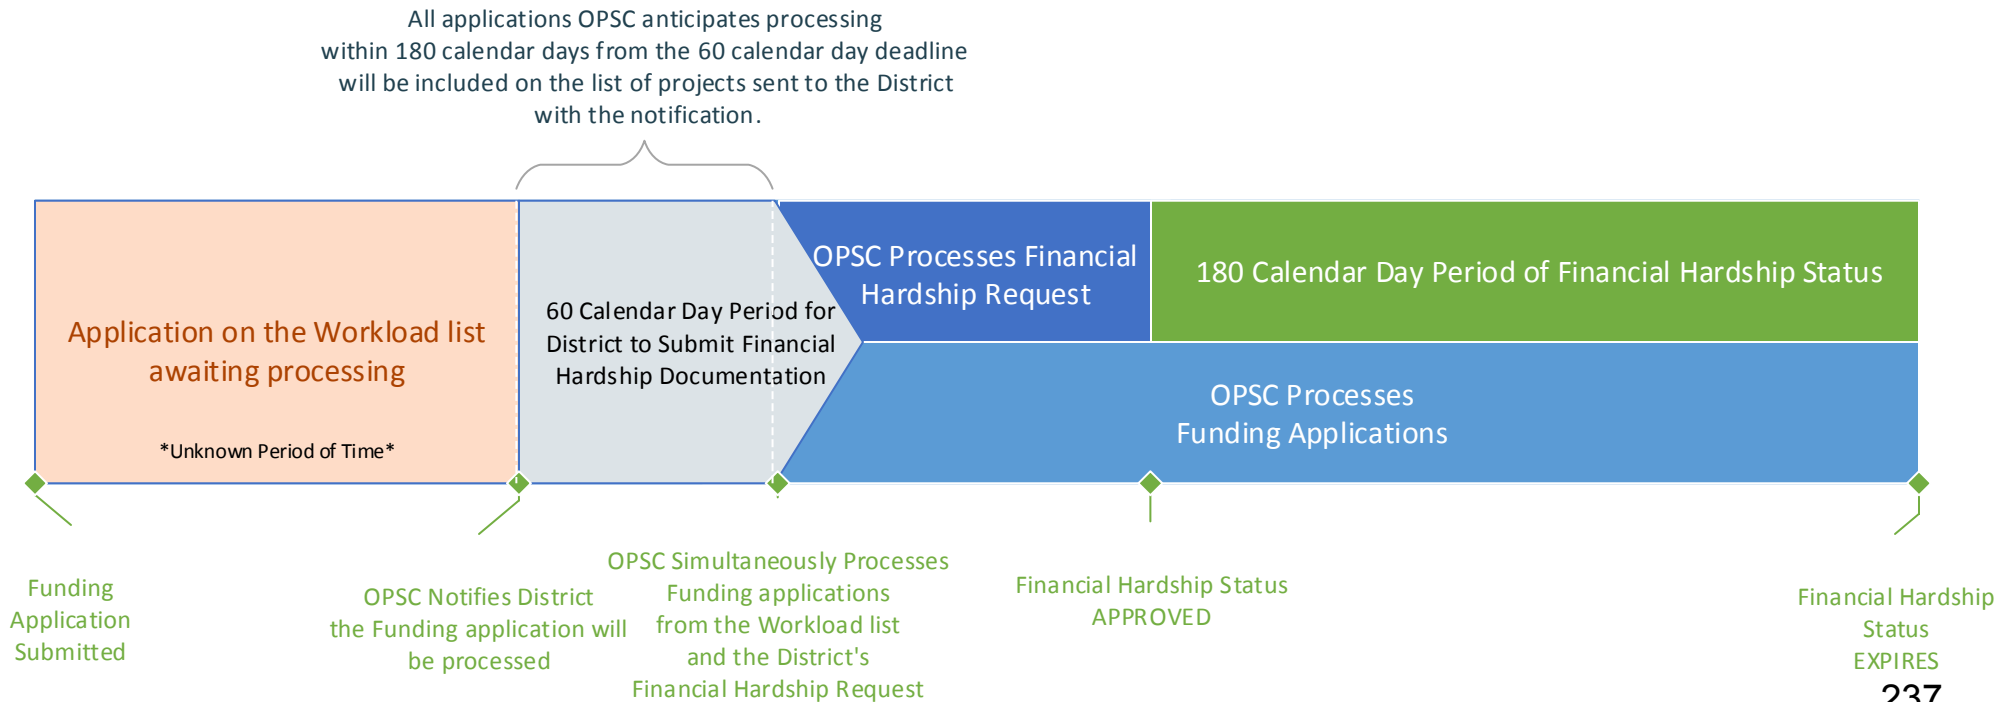 All applications OPSC anticipates processing
within 180 calendar days from the 60 calendar day deadline
will be included on the list of projects sent to the District
with the notification.
Application on the Workload list
awaiting processing
*Unknown Period of Time*
60 Calendar Day Period for
District to Submit Financial
Hardship Documentation
OPSC Processes Financial
Hardship Request
180 Calendar Day Period of Financial Hardship Status
OPSC Processes
Funding Applications
Funding
Application
Submitted
OPSC Notifies District
the Funding application will
be processed
OPSC Simultaneously Processes
Funding applications
from the Workload list
and the District's
Financial Hardship Request
Financial Hardship Status
APPROVED
Financial Hardship
Status
EXPIRES
237